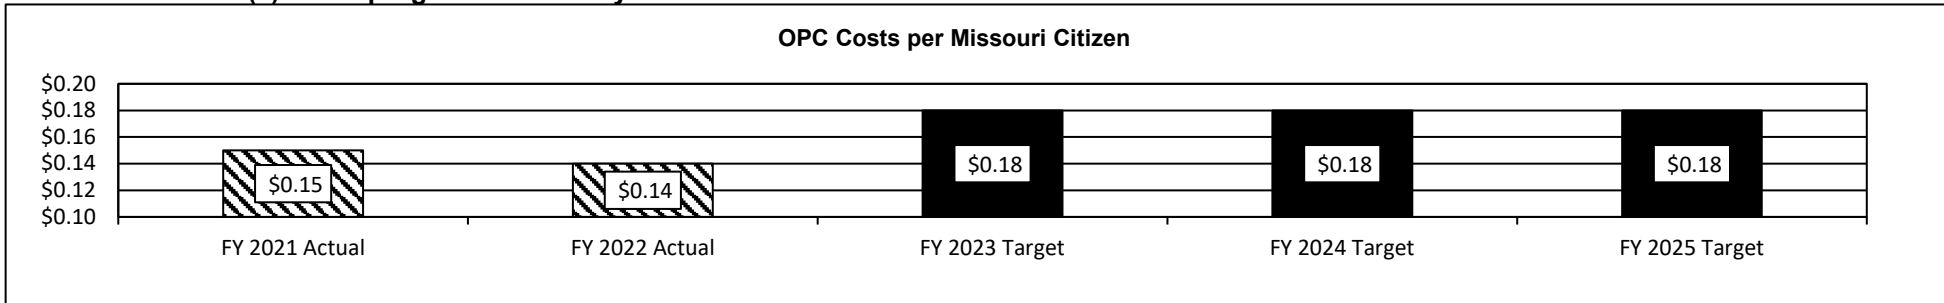 OPC Costs per Missouri Citizen
$0.20
$0.18
$0.16
$0.14
$0.12
$0.10
$0.15
$0.14
$0.18
$0.18
$0.18
FY 2021 Actual
FY 2022 Actual
FY 2023 Target
FY 2024 Target
FY 2025 Target